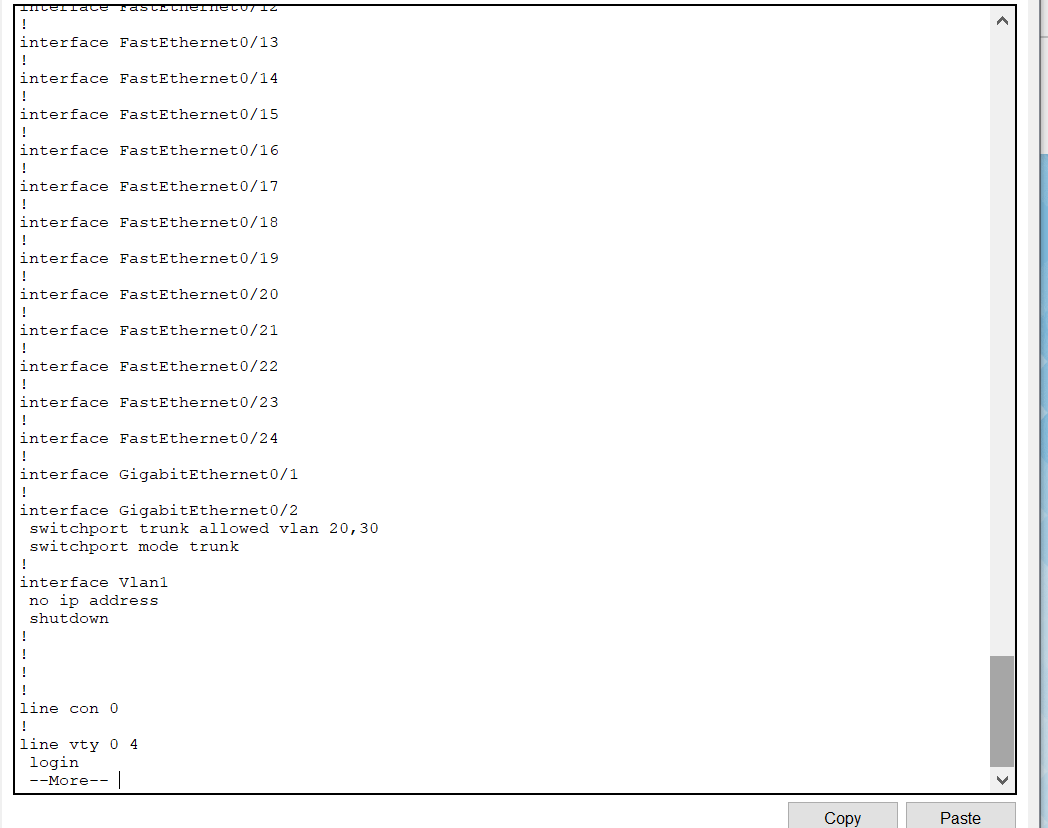 interface FastEthernet0/12
!
interface FastEthernet0/13
!
interface FastEthernet0/14
!
interface FastEthernet0/15
!
interface FastEthernet0/16
!
interface FastEthernet0/17
!
interface FastEthernet0/18
!
interface FastEthernet0/19
!
interface FastEthernet0/20
!
interface FastEthernet0/21
!
interface FastEthernet0/22
!
interface FastEthernet0/23
!
interface FastEthernet0/24
!
interface GigabitEthernet0/1
!
interface GigabitEthernet0/2
 switchport trunk allowed vlan 20,30
 switchport mode trunk
!
interface Vlan1
 no ip address
 shutdown
!
!
!
!
line con 0
!
line vty 0 4
 login
 --More--
Copy Paste